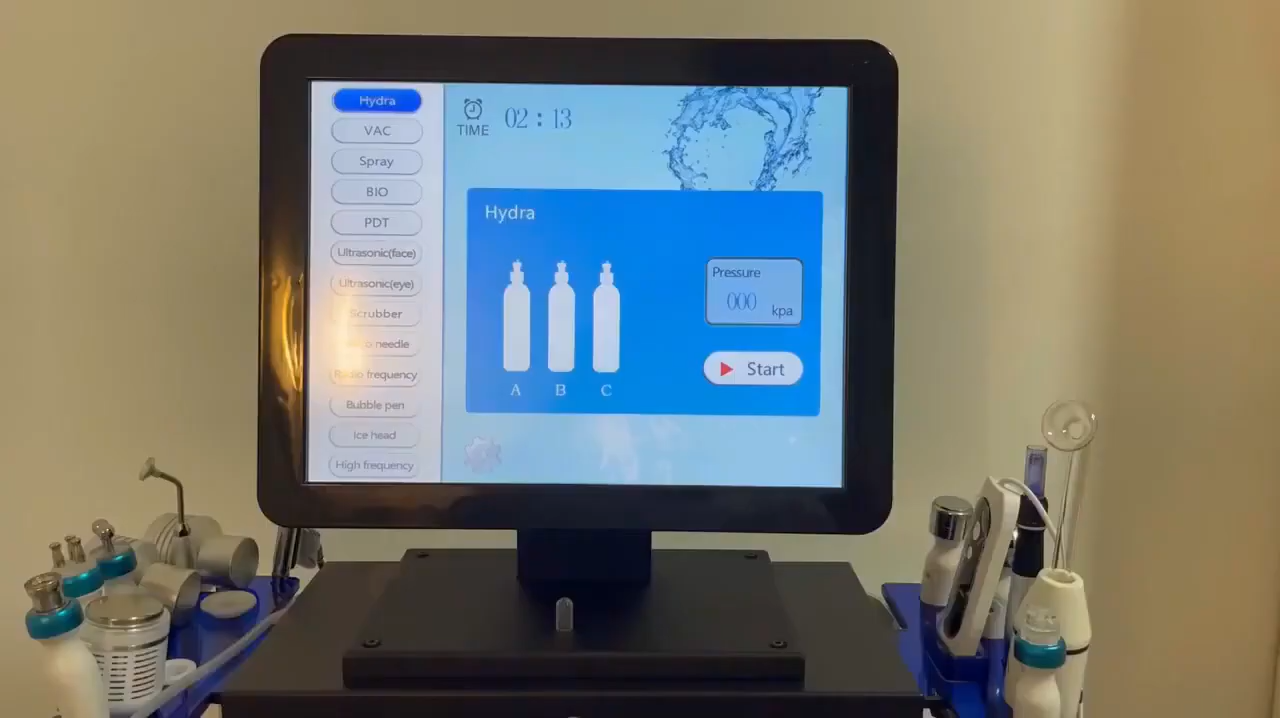 Hydra
VAC
Spray
BIO
PDT
Ultrasonic(face)
Ultrasonic(eye)
Scrubber
needle
Radio frequency
Bubble pen
Ice head
High frequency
TIME
02 : 13
Hydra
A B C
Pressure
000
kpa
Start